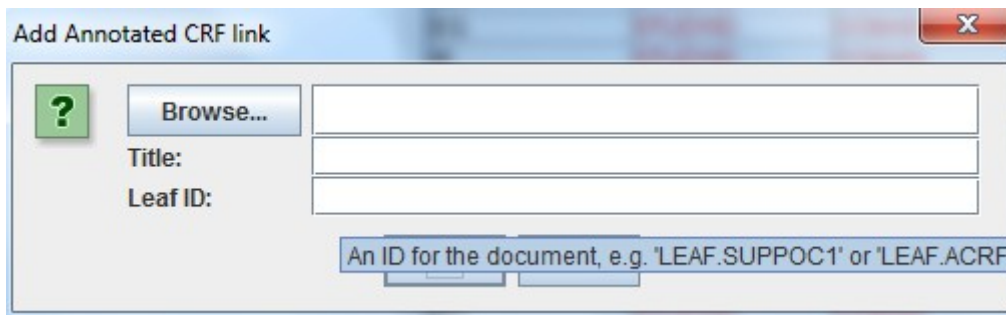 Add Annotated CRF link
?
Browse...
Title:
Leaf ID:
An ID for the document, e.g. 'LEAF.SUPPOC1' or 'LEAF.ACRF